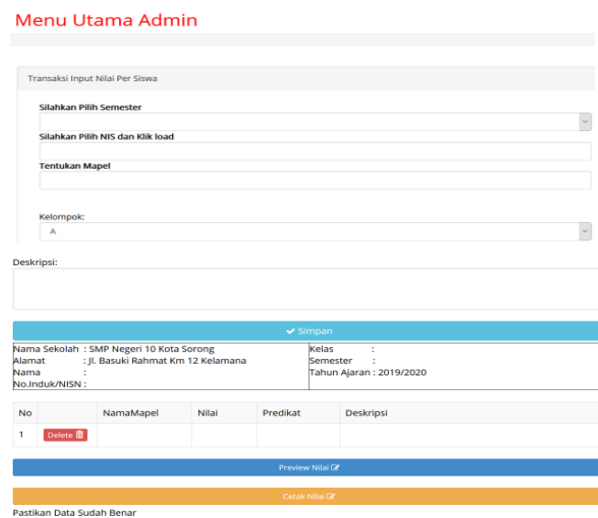 Menu Utama Admin
Transaksi Input Nilai Per Siswa
Silahkan Pilih Semester
Silahkan Pilih NIS dan Klik load
Tentukan Mapel
Kelompok:
A
Deskripsi:
Simpan
Nama Sekolah : SMP Negeri 10 Kota Sorong Kelas :
Alamat : Jl. Basuki Rahmat Km 12 Kelamana Semester :
Nama : Tahun Ajaran : 2019/2020
No.Induk/NISN :
No NamaMapel Nilai Predikat Deskripsi
1 Delete
Preview Nilai
Cetak Nilai
Pastikan Data Sudah Benar